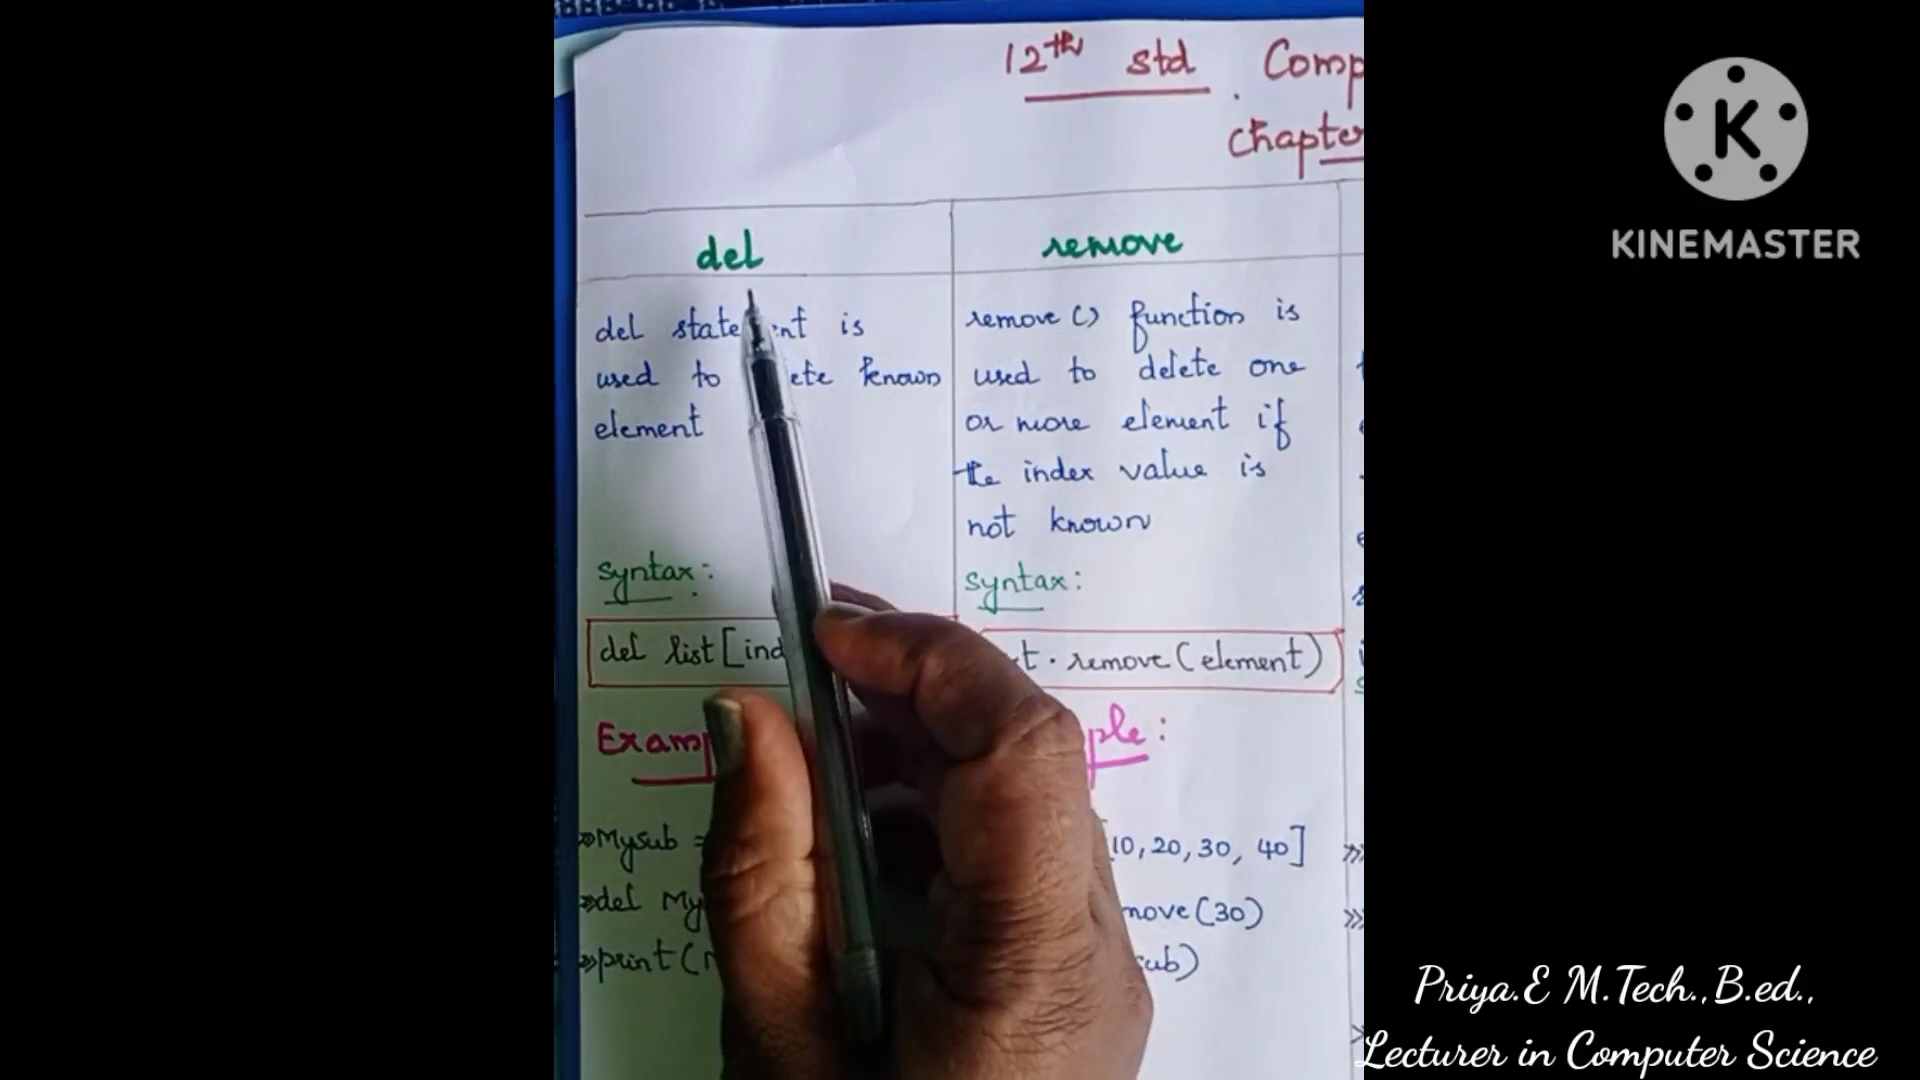 12th std Comp
Chapter
del
remove
del statement is
used to ete known
element
remove () function is
used to delete one
or more element if
the index value is
not known
Syntax:
del list [ind
Syntax:
t . remove (element)
Exam
ple :
>>Mysub =
>>del My
>>print (
[10, 20, 30, 40]
move (30)
sub)
K
KINEMASTER
Priya.E M.Tech.,B.ed.,
Lecturer in Computer Science